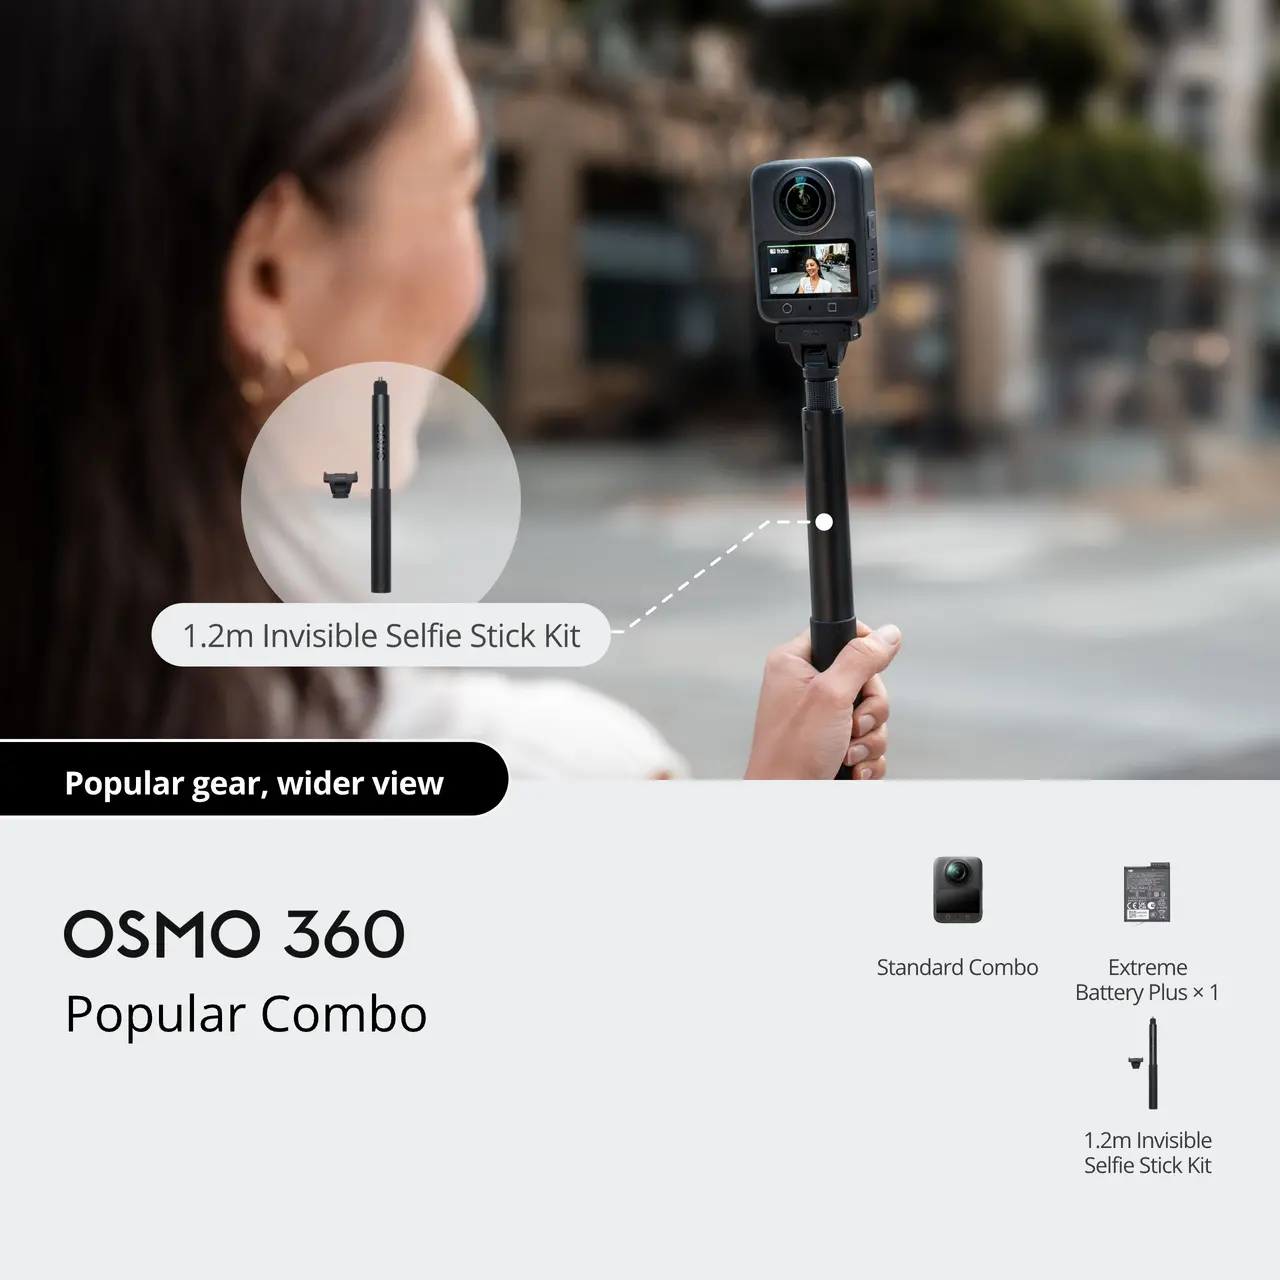 1.2m Invisible Selfie Stick Kit
Popular gear, wider view
OSMO 360
Popular Combo
Standard Combo
Extreme
Battery Plus × 1
1.2m Invisible
Selfie Stick Kit